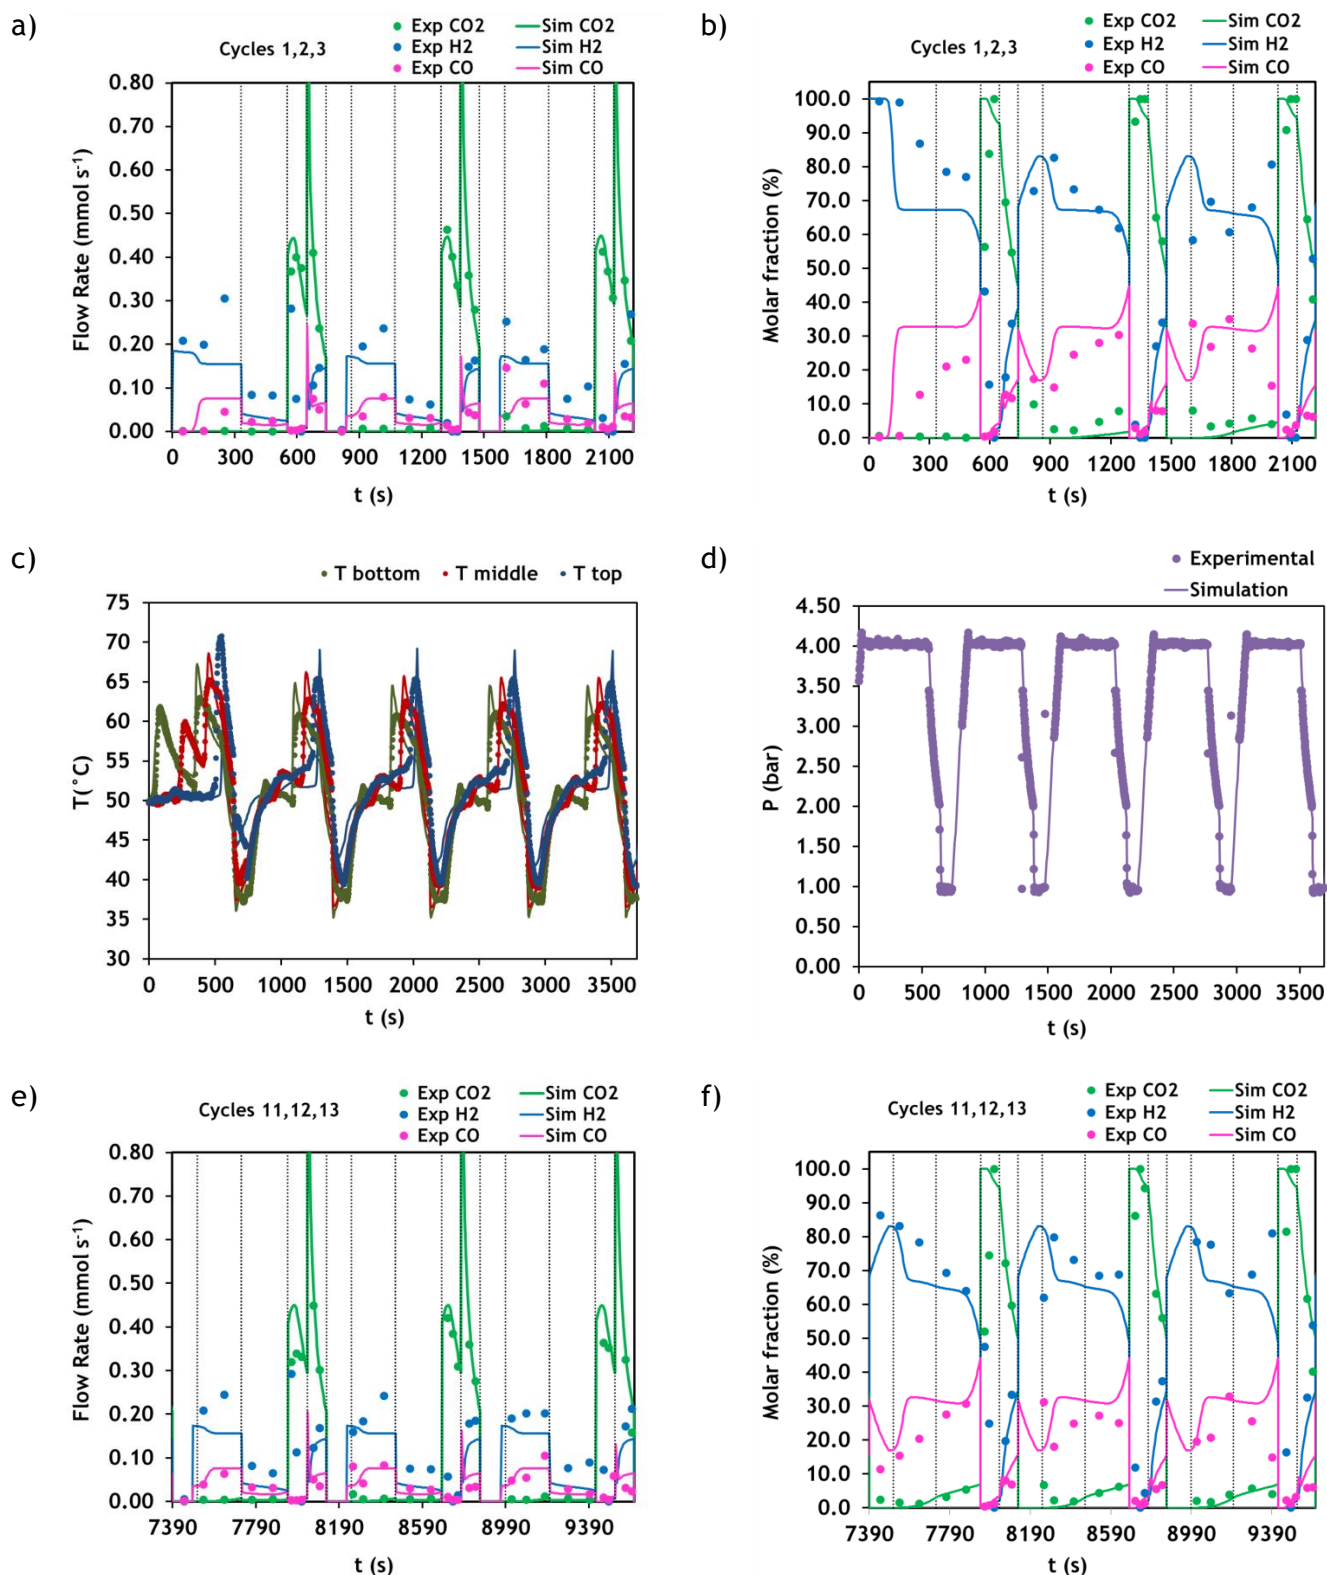 a)
Cycles 1,2,3
Exp CO2 Sim CO2
Exp H2 Sim H2
Exp CO Sim CO
0.80
0.70
0.60
0.50
0.40
0.30
0.20
0.10
0.00
Flow Rate (mmol s⁻¹)
0 300 600 900 1200 1500 1800 2100
t (s)
b)
Cycles 1,2,3
Exp CO2 Sim CO2
Exp H2 Sim H2
Exp CO Sim CO
100.0
90.0
80.0
70.0
60.0
50.0
40.0
30.0
20.0
10.0
0.0
Molar fraction (%)
0 300 600 900 1200 1500 1800 2100
t (s)
c)
T bottom T middle T top
75
70
65
60
55
50
45
40
35
30
T(°C)
0 500 1000 1500 2000 2500 3000 3500
t (s)
d)
Experimental
Simulation
4.50
4.00
3.50
3.00
2.50
2.00
1.50
1.00
0.50
0.00
P (bar)
0 500 1000 1500 2000 2500 3000 3500
t (s)
e)
Cycles 11,12,13
Exp CO2 Sim CO2
Exp H2 Sim H2
Exp CO Sim CO
0.80
0.70
0.60
0.50
0.40
0.30
0.20
0.10
0.00
Flow Rate (mmol s⁻¹)
7390 7790 8190 8590 8990 9390
t (s)
f)
Cycles 11,12,13
Exp CO2 Sim CO2
Exp H2 Sim H2
Exp CO Sim CO
100.0
90.0
80.0
70.0
60.0
50.0
40.0
30.0
20.0
10.0
0.0
Molar fraction (%)
7390 7790 8190 8590 8990 9390
t (s)